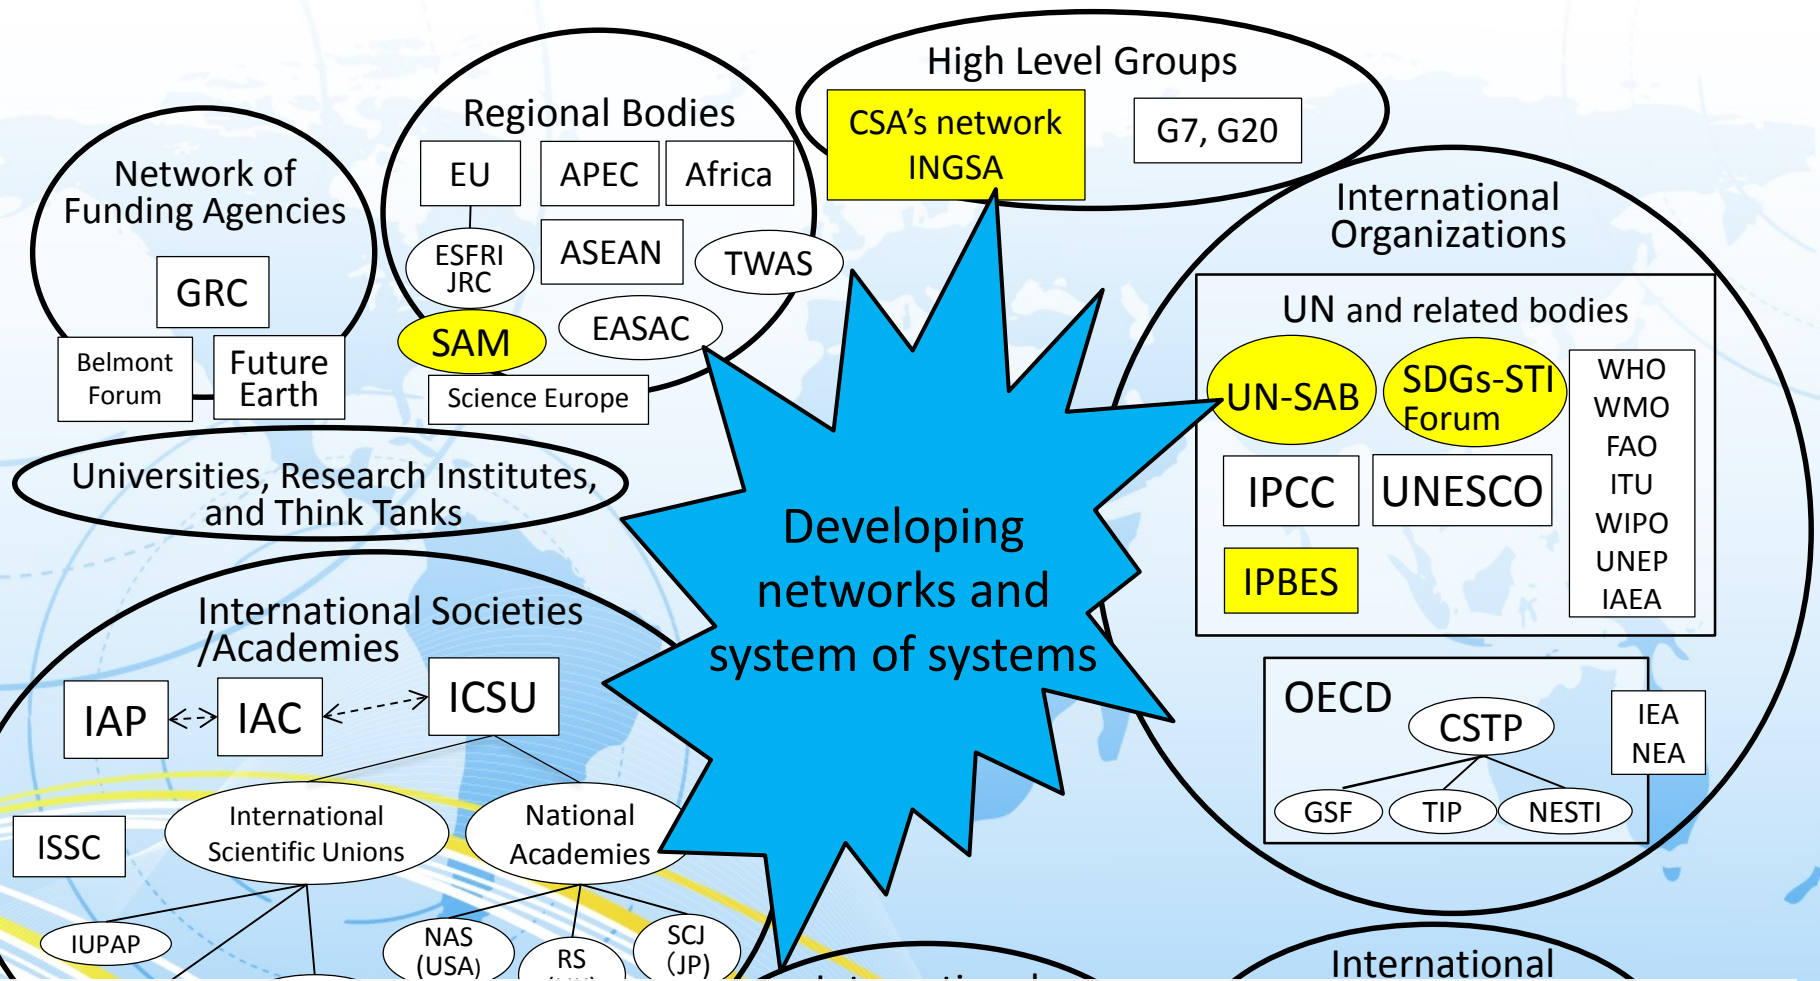 High Level Groups
CSA's network
INGSA
G7, G20
Regional Bodies
EU
APEC
Africa
ESFRI
JRC
ASEAN
TWAS
SAM
EASAC
Science Europe
Network of
Funding Agencies
GRC
Belmont
Forum
Future
Earth
Universities, Research Institutes,
and Think Tanks
International
Organizations
UN and related bodies
UN-SAB
SDGs-STI
Forum
IPCC
UNESCO
IPBES
WHO
WMO
FAO
ITU
WIPO
UNEP
IAEA
OECD
CSTP
GSF
TIP
NESTI
IEA
NEA
Developing
networks and
system of systems
International Societies
/Academies
IAP
IAC
ICSU
ISSC
International
Scientific Unions
National
Academies
IUPAP
NAS
(USA)
RS
SCJ
（JP)
International